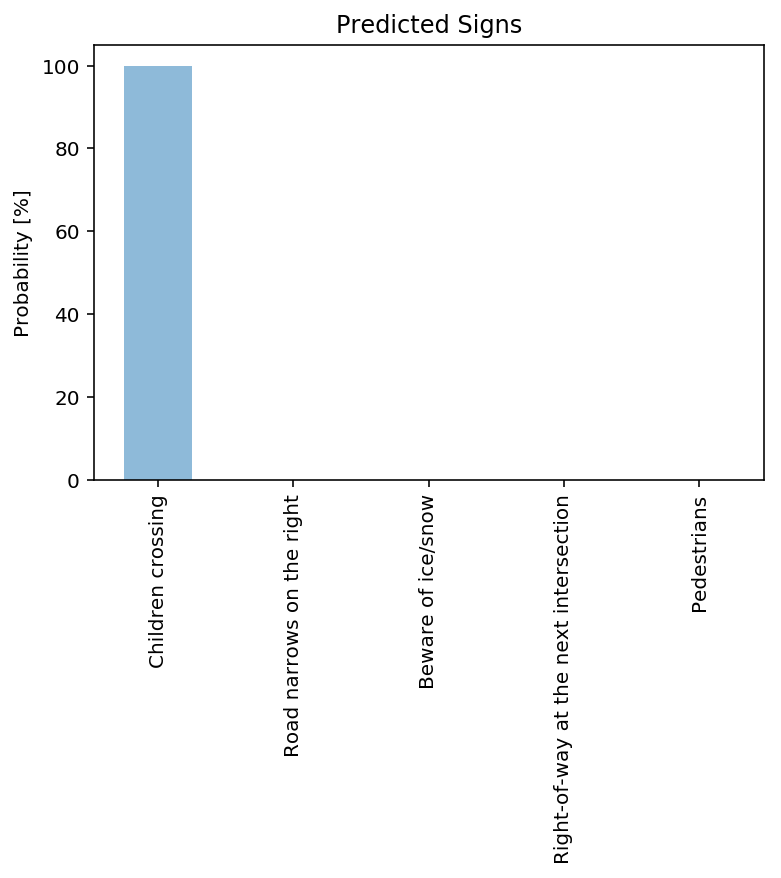 Predicted Signs
Probability [%]
100
80
60
40
20
0
Children crossing
Road narrows on the right
Beware of ice/snow
Right-of-way at the next intersection
Pedestrians